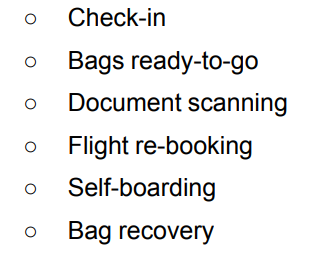 ○ Check-in
○ Bags ready-to-go
○ Document scanning
○ Flight re-booking
○ Self-boarding
○ Bag recovery